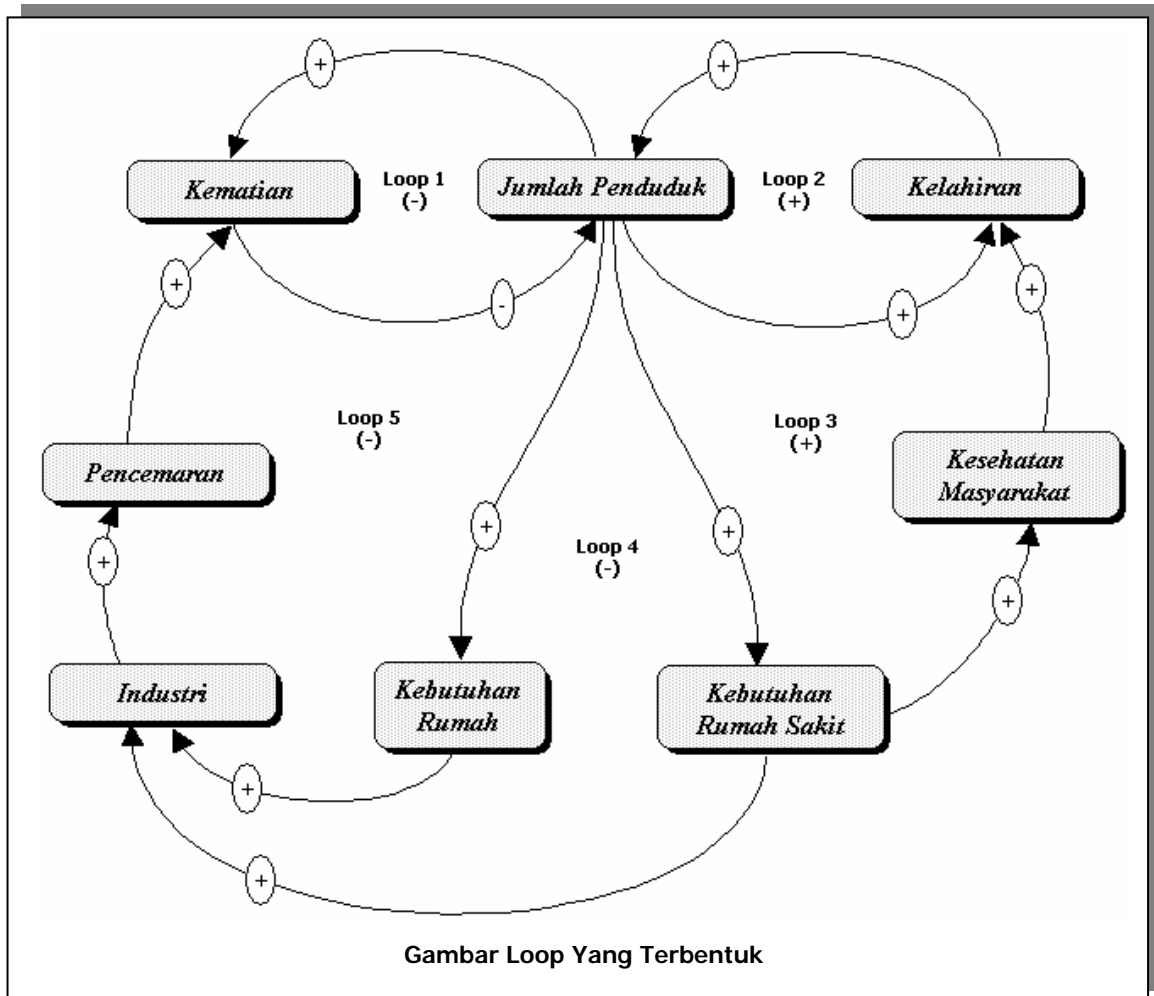 +
+
Kematian
Loop 1
(-)
Jumlah Penduduk
Loop 2
(+)
Kelahiran
+
-
+
+
Loop 5
(-)
Loop 3
(+)
Pencemaran
Kesehatan
Masyarakat
+
+
+
Loop 4
(-)
+
Industri
Kebutuhan
Rumah
Kebutuhan
Rumah Sakit
+
+
Gambar Loop Yang Terbentuk